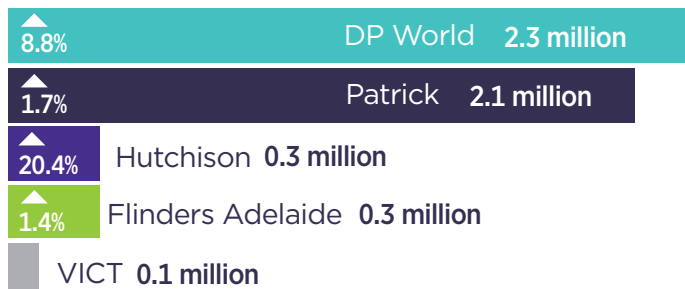 8.8% DP World 2.3 million
1.7% Patrick 2.1 million
20.4% Hutchison 0.3 million
1.4% Flinders Adelaide 0.3 million
VICT 0.1 million